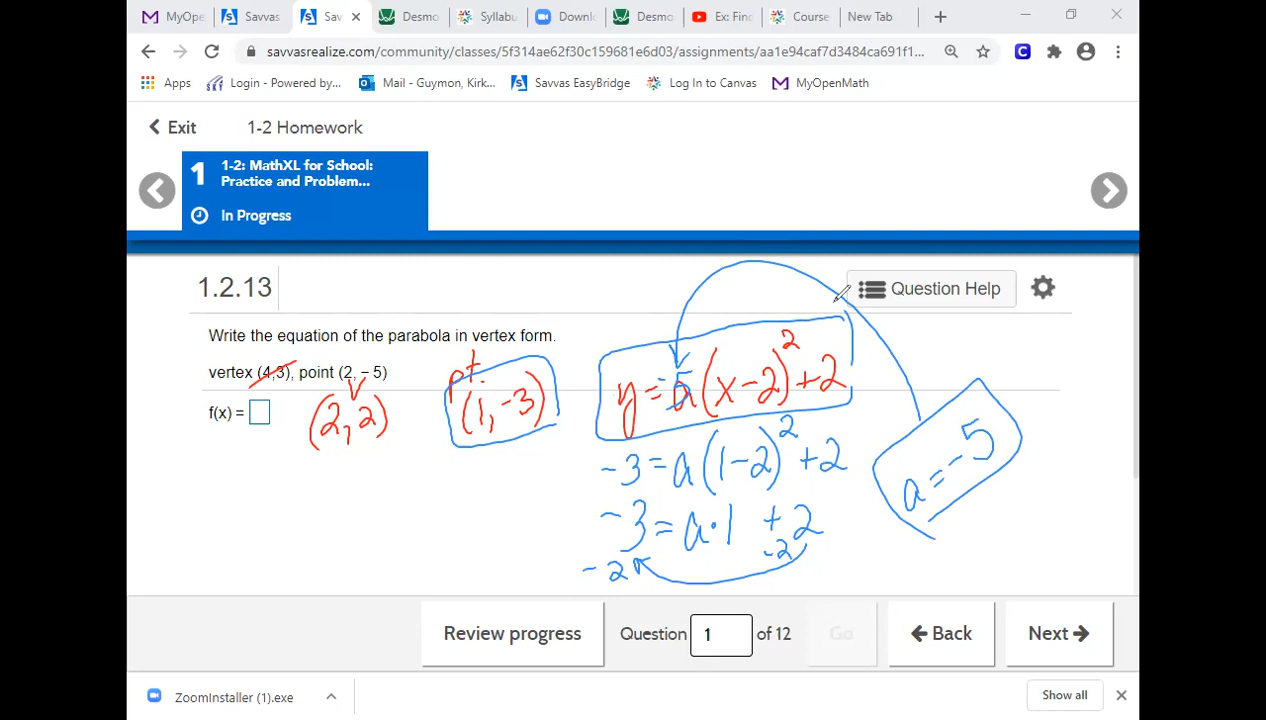 MyOpe Savvas Sav Desmo Syllabu Downl Desmo Ex: Fin Course New Tab
savvasrealize.com/community/classes/5f314ae62f30c159681e6d03/assignments/aa1e94caf7d3484ca691f1...
Apps Login - Powered by... Mail - Guymon, Kirk... Savvas EasyBridge Log In to Canvas MyOpenMath
Exit 1-2 Homework
1 1-2: MathXL for School:
Practice and Problem...
In Progress
1.2.13
Question Help
Write the equation of the parabola in vertex form.
vertex (4,3), point (2, − 5)
f(x) =
V
(2, 2)
pt.
(1, -3)
y = -5(x-2)² + 2
-3 = a(1-2)² + 2
-3 = a·1 + 2
-2 -2
a = -5
Review progress Question 1 of 12 Go Back Next
ZoomInstaller (1).exe Show all